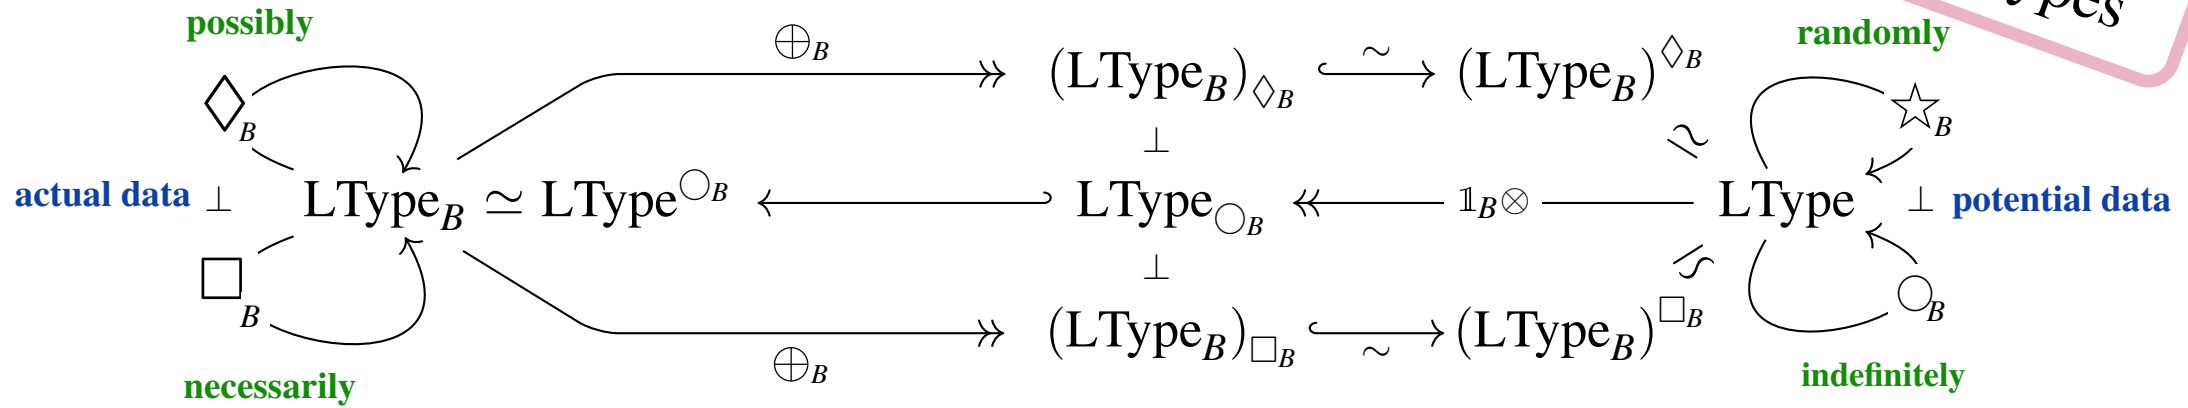 possibly
randomly
ypes
⊕_B
(LType_B)_◇_B ∼ (LType_B)^◇_B
◇_B
☆_B
⊥
≃
actual data ⊥ LType_B ≃ LType^○_B LType_○_B 𝟙_B⊗ LType ⊥ potential data
⊥
≃
□_B
○_B
(LType_B)_□_B ∼ (LType_B)^□_B
⊕_B
necessarily
indefinitely